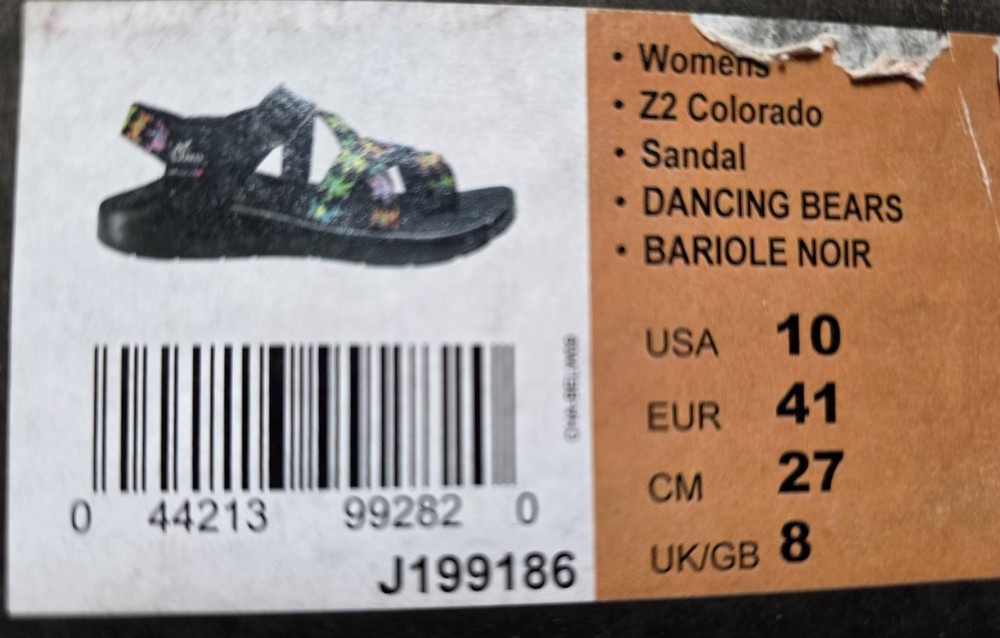 • Womens
• Z2 Colorado
• Sandal
• DANCING BEARS
• BARIOLE NOIR
USA 10
EUR 41
CM 27
UK/GB 8
0 44213 99282 0
J199186